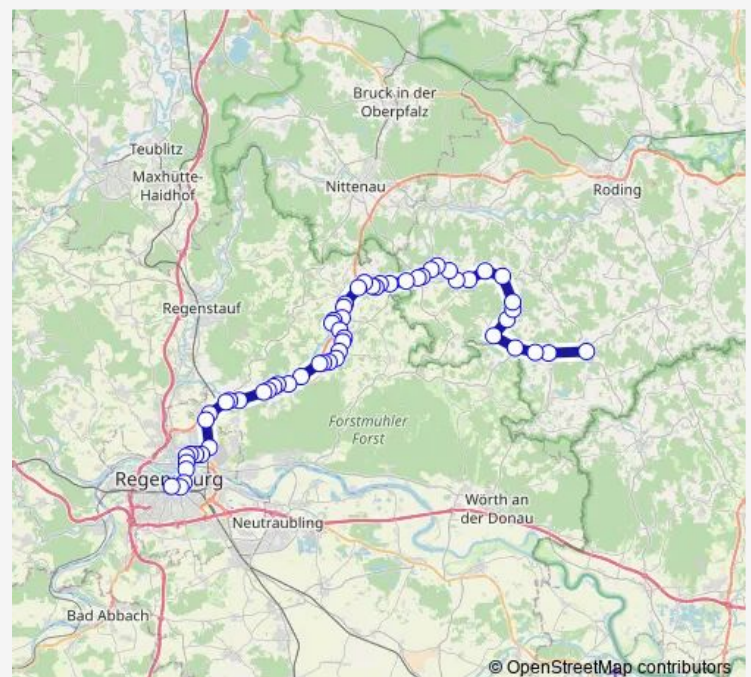 Bruck in der
Oberpfalz
Teublitz
Maxhütte-
Haidhof
Nittenau
Roding
Regenstauf
Forstmühler
Forst
Regensburg
Wörth an
der Donau
Neutraubling
Bad Abbach
© OpenStreetMap contributors